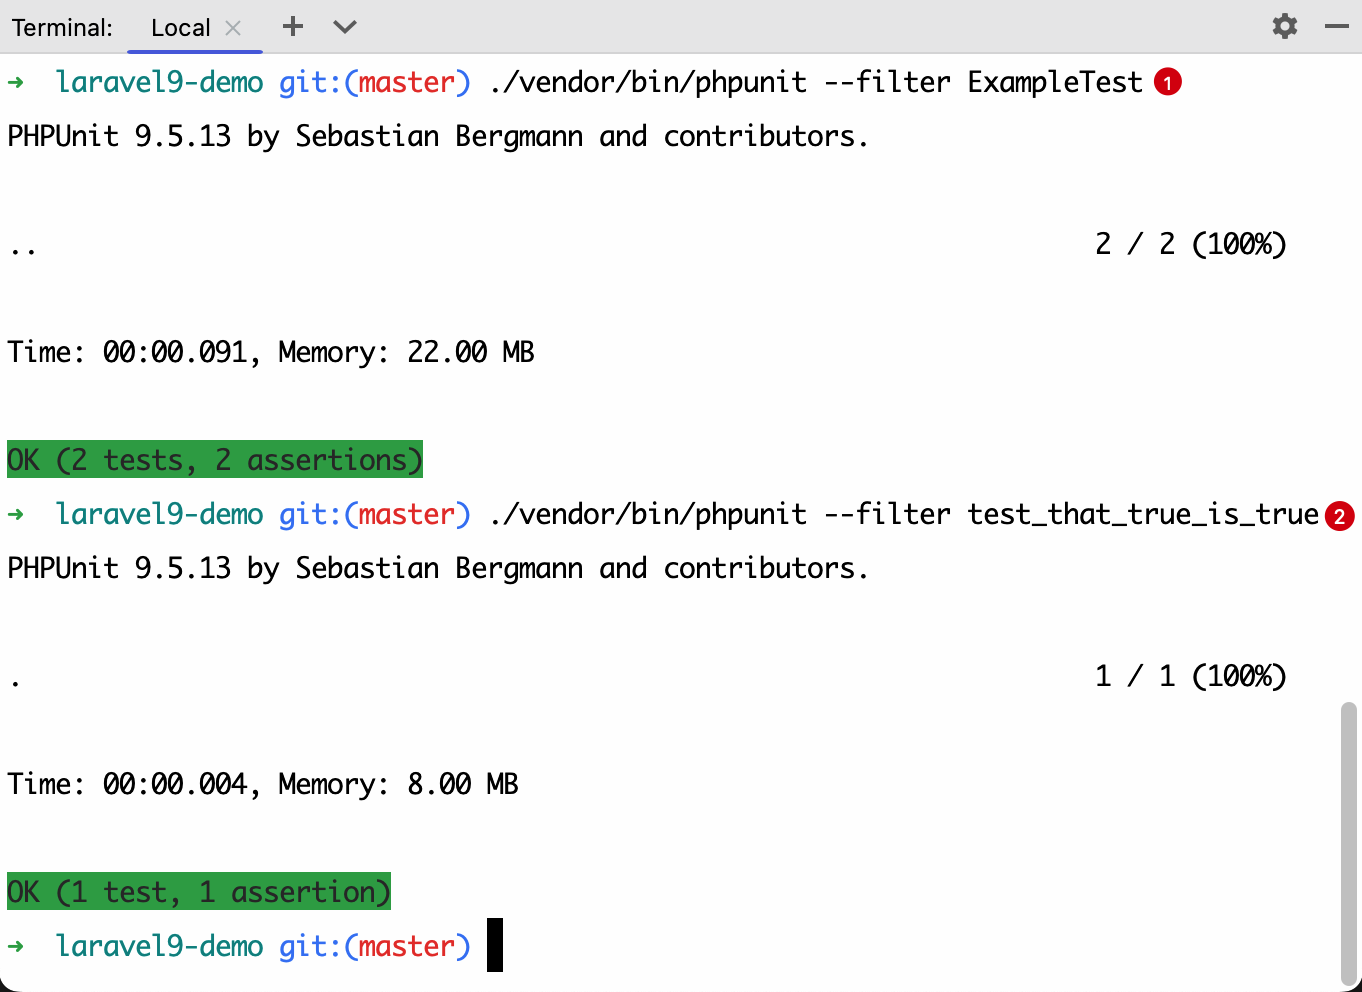 Terminal: Local
→ laravel9-demo git:(master) ./vendor/bin/phpunit --filter ExampleTest 1
PHPUnit 9.5.13 by Sebastian Bergmann and contributors.
.. 2 / 2 (100%)
Time: 00:00.091, Memory: 22.00 MB
OK (2 tests, 2 assertions)
→ laravel9-demo git:(master) ./vendor/bin/phpunit --filter test_that_true_is_true 2
PHPUnit 9.5.13 by Sebastian Bergmann and contributors.
. 1 / 1 (100%)
Time: 00:00.004, Memory: 8.00 MB
OK (1 test, 1 assertion)
→ laravel9-demo git:(master)